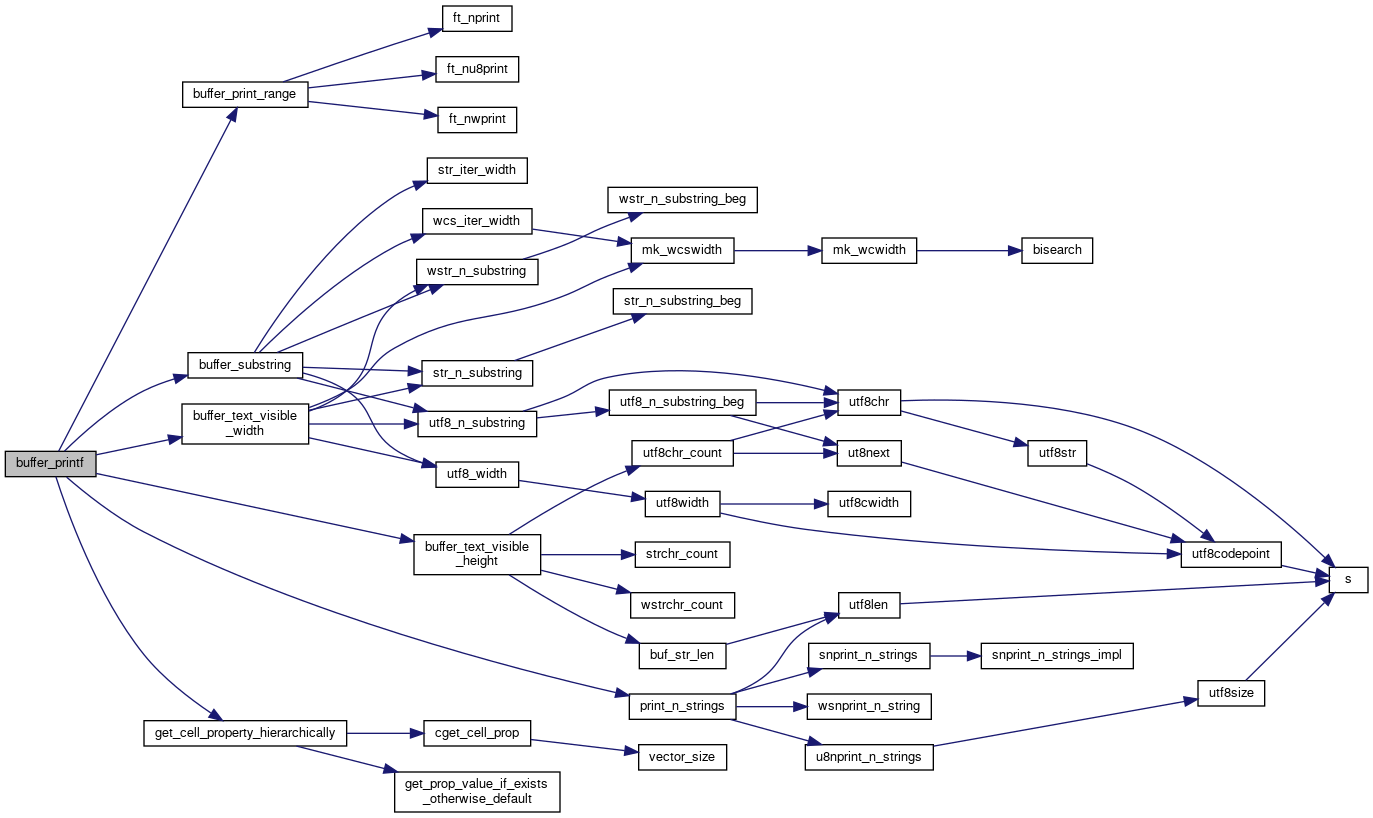 buffer_printf
buffer_print_range
buffer_substring
buffer_text_visible
_width
buffer_text_visible
_height
get_cell_property_hierarchically
ft_nprint
ft_nu8print
ft_nwprint
str_iter_width
wcs_iter_width
wstr_n_substring
str_n_substring
utf8_n_substring
utf8_width
cget_cell_prop
get_prop_value_if_exists
_otherwise_default
wstr_n_substring_beg
mk_wcswidth
str_n_substring_beg
utf8_n_substring_beg
utf8chr_count
utf8width
strchr_count
wstrchr_count
buf_str_len
print_n_strings
vector_size
mk_wcwidth
utf8chr
ut8next
utf8cwidth
utf8len
snprint_n_strings
wsnprint_n_string
u8nprint_n_strings
bisearch
utf8str
snprint_n_strings_impl
utf8codepoint
utf8size
s